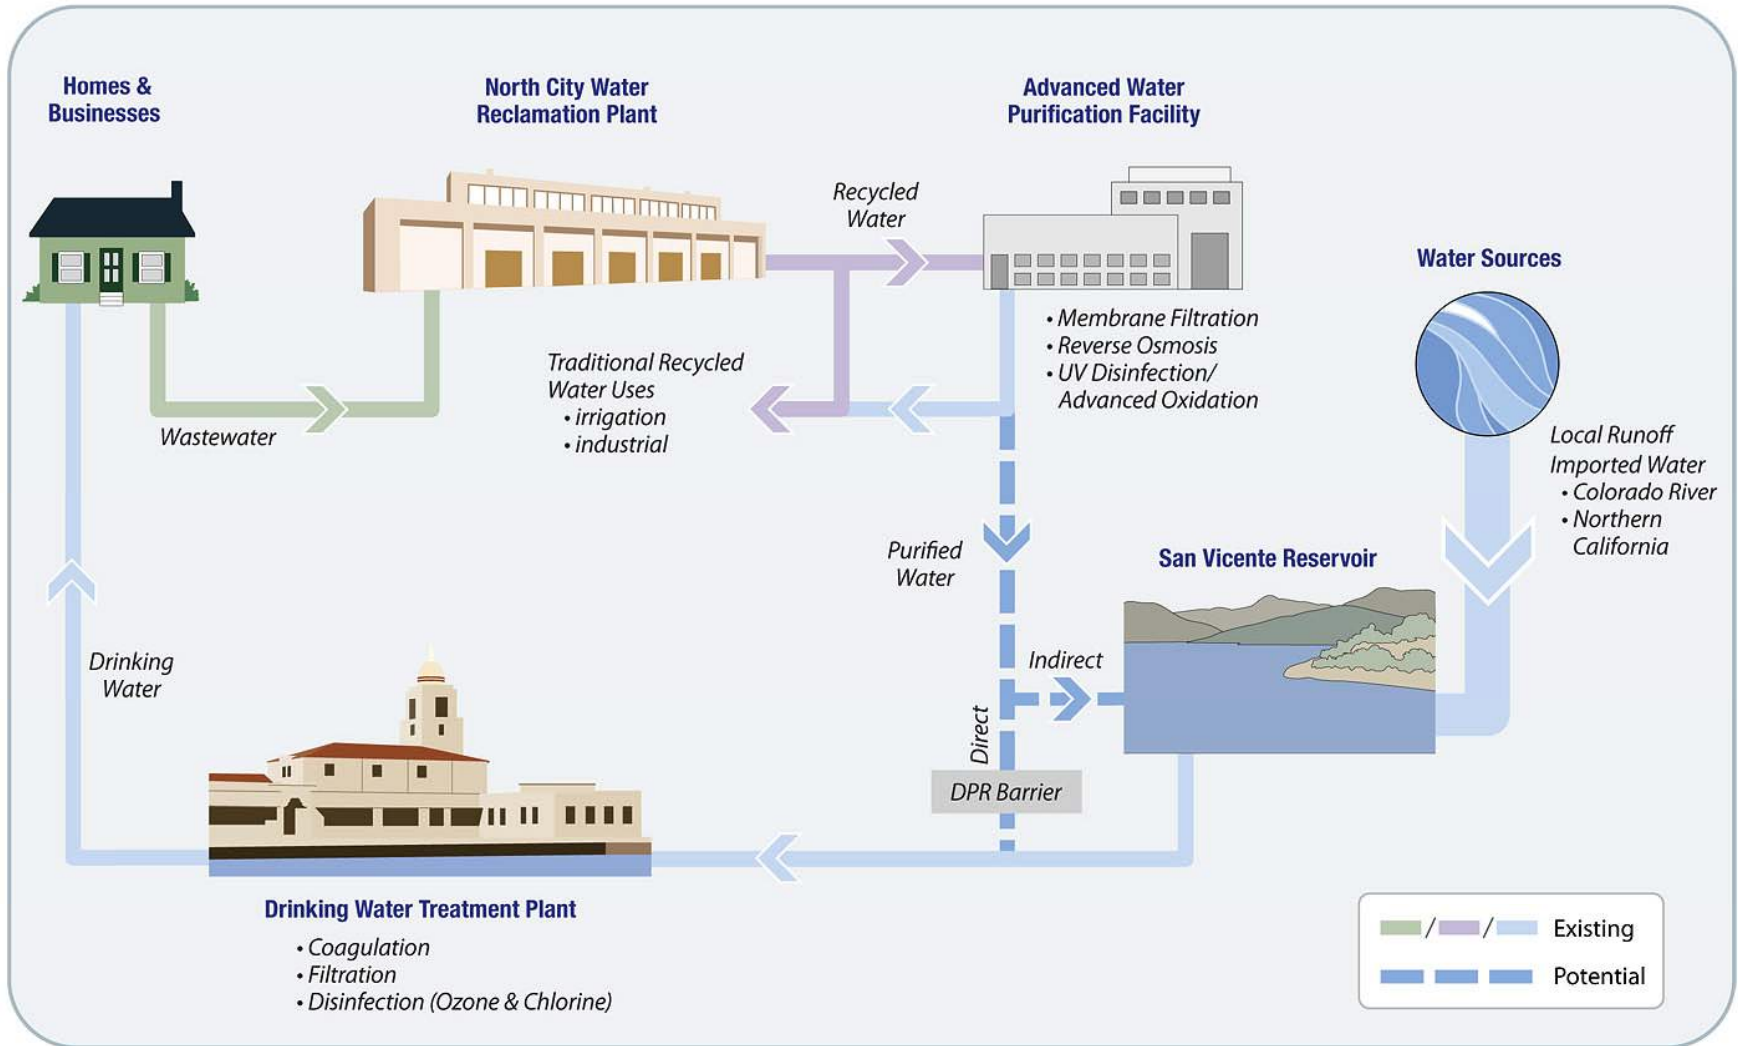 Homes &
Businesses
North City Water
Reclamation Plant
Advanced Water
Purification Facility
Recycled
Water
Water Sources
• Membrane Filtration
• Reverse Osmosis
• UV Disinfection/
Advanced Oxidation
Traditional Recycled
Water Uses
• irrigation
• industrial
Wastewater
Local Runoff
Imported Water
• Colorado River
• Northern
California
Purified
Water
San Vicente Reservoir
Drinking
Water
Indirect
Direct
DPR Barrier
Drinking Water Treatment Plant
• Coagulation
• Filtration
• Disinfection (Ozone & Chlorine)
/ / Existing
Potential